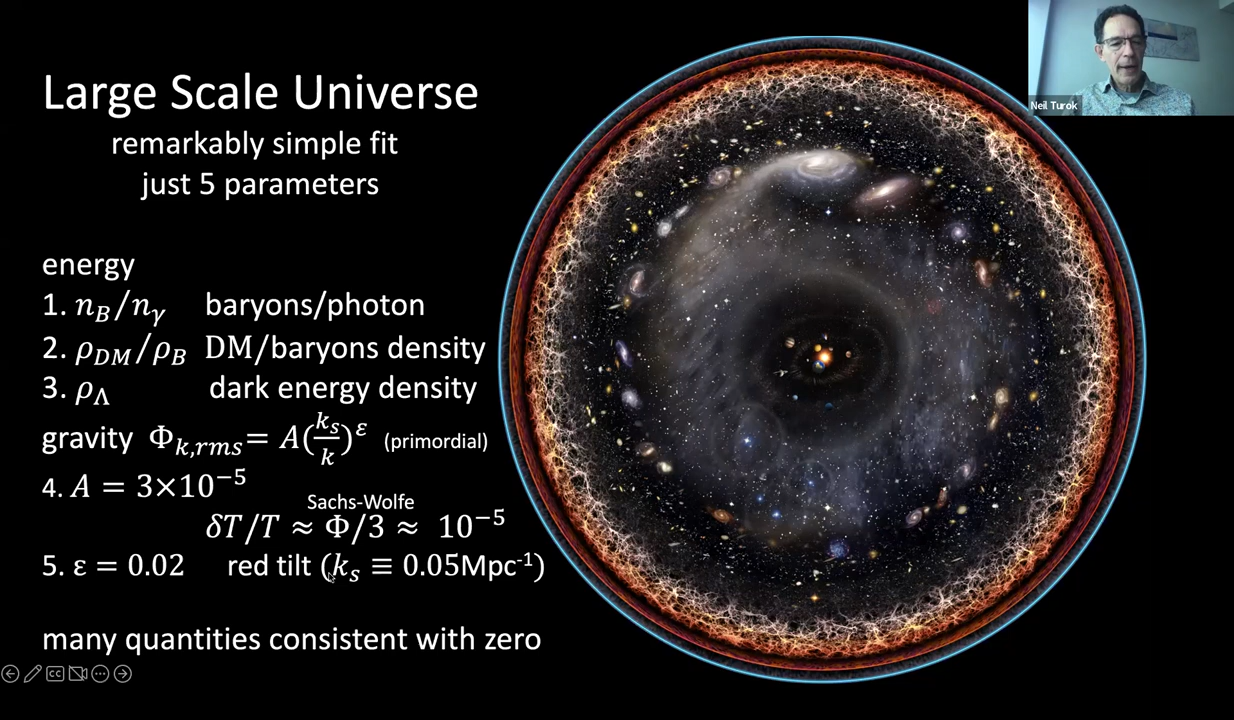 Large Scale Universe
remarkably simple fit
just 5 parameters
energy
1. n_B/n_γ baryons/photon
2. ρ_DM/ρ_B DM/baryons density
3. ρ_Λ dark energy density
gravity Φ_k,rms = A(k_s/k)^ε (primordial)
4. A = 3×10⁻⁵
Sachs-Wolfe
δT/T ≈ Φ/3 ≈ 10⁻⁵
5. ε = 0.02 red tilt (k_s ≡ 0.05Mpc⁻¹)
many quantities consistent with zero
CC
Neil Turok